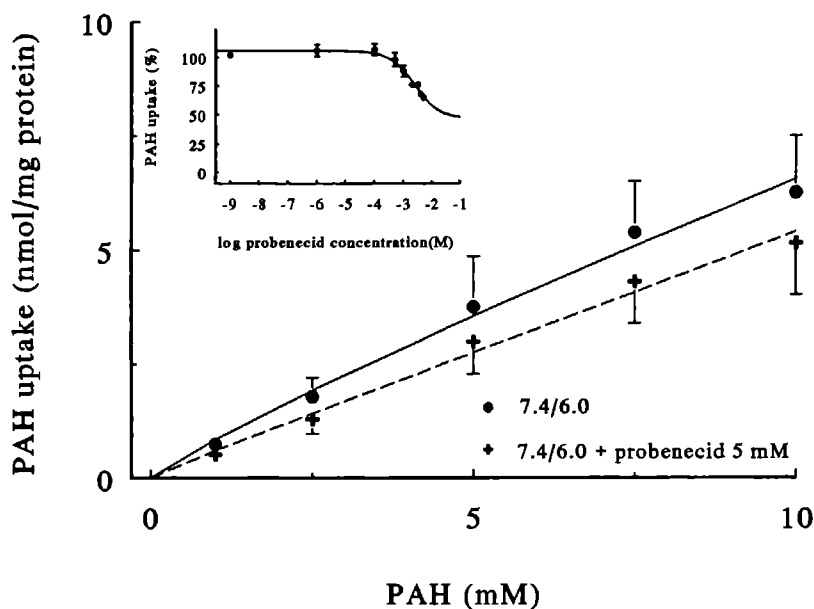 10
5
0
PAH uptake (nmol/mg protein)
100
75
50
25
0
PAH uptake (%)
-9 -8 -7 -6 -5 -4 -3 -2 -1
log probenecid concentration(M)
7.4/6.0
7.4/6.0 + probenecid 5 mM
0 5 10
PAH (mM)